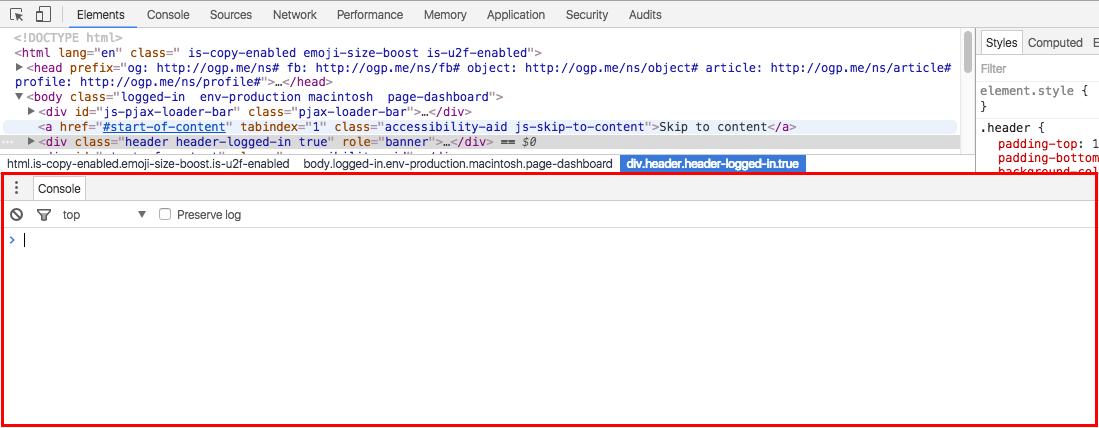 Elements Console Sources Network Performance Memory Application Security Audits
<!DOCTYPE html>
<html lang="en" class=" is-copy-enabled emoji-size-boost is-u2f-enabled">
▶<head prefix="og: http://ogp.me/ns# fb: http://ogp.me/ns/fb# object: http://ogp.me/ns/object# article: http://ogp.me/ns/article#
profile: http://ogp.me/ns/profile#">…</head>
▼<body class="logged-in  env-production macintosh  page-dashboard">
▶<div id="js-pjax-loader-bar" class="pjax-loader-bar">…</div>
<a href="#start-of-content" tabindex="1" class="accessibility-aid js-skip-to-content">Skip to content</a>
… ▶<div class="header header-logged-in true" role="banner">…</div> == $0
Styles Computed E
Filter
element.style {
}
.header {
padding-top: 1
padding-bottom
background-col
html.is-copy-enabled.emoji-size-boost.is-u2f-enabled body.logged-in.env-production.macintosh.page-dashboard div.header.header-logged-in.true
Console
top ▼ Preserve log
>